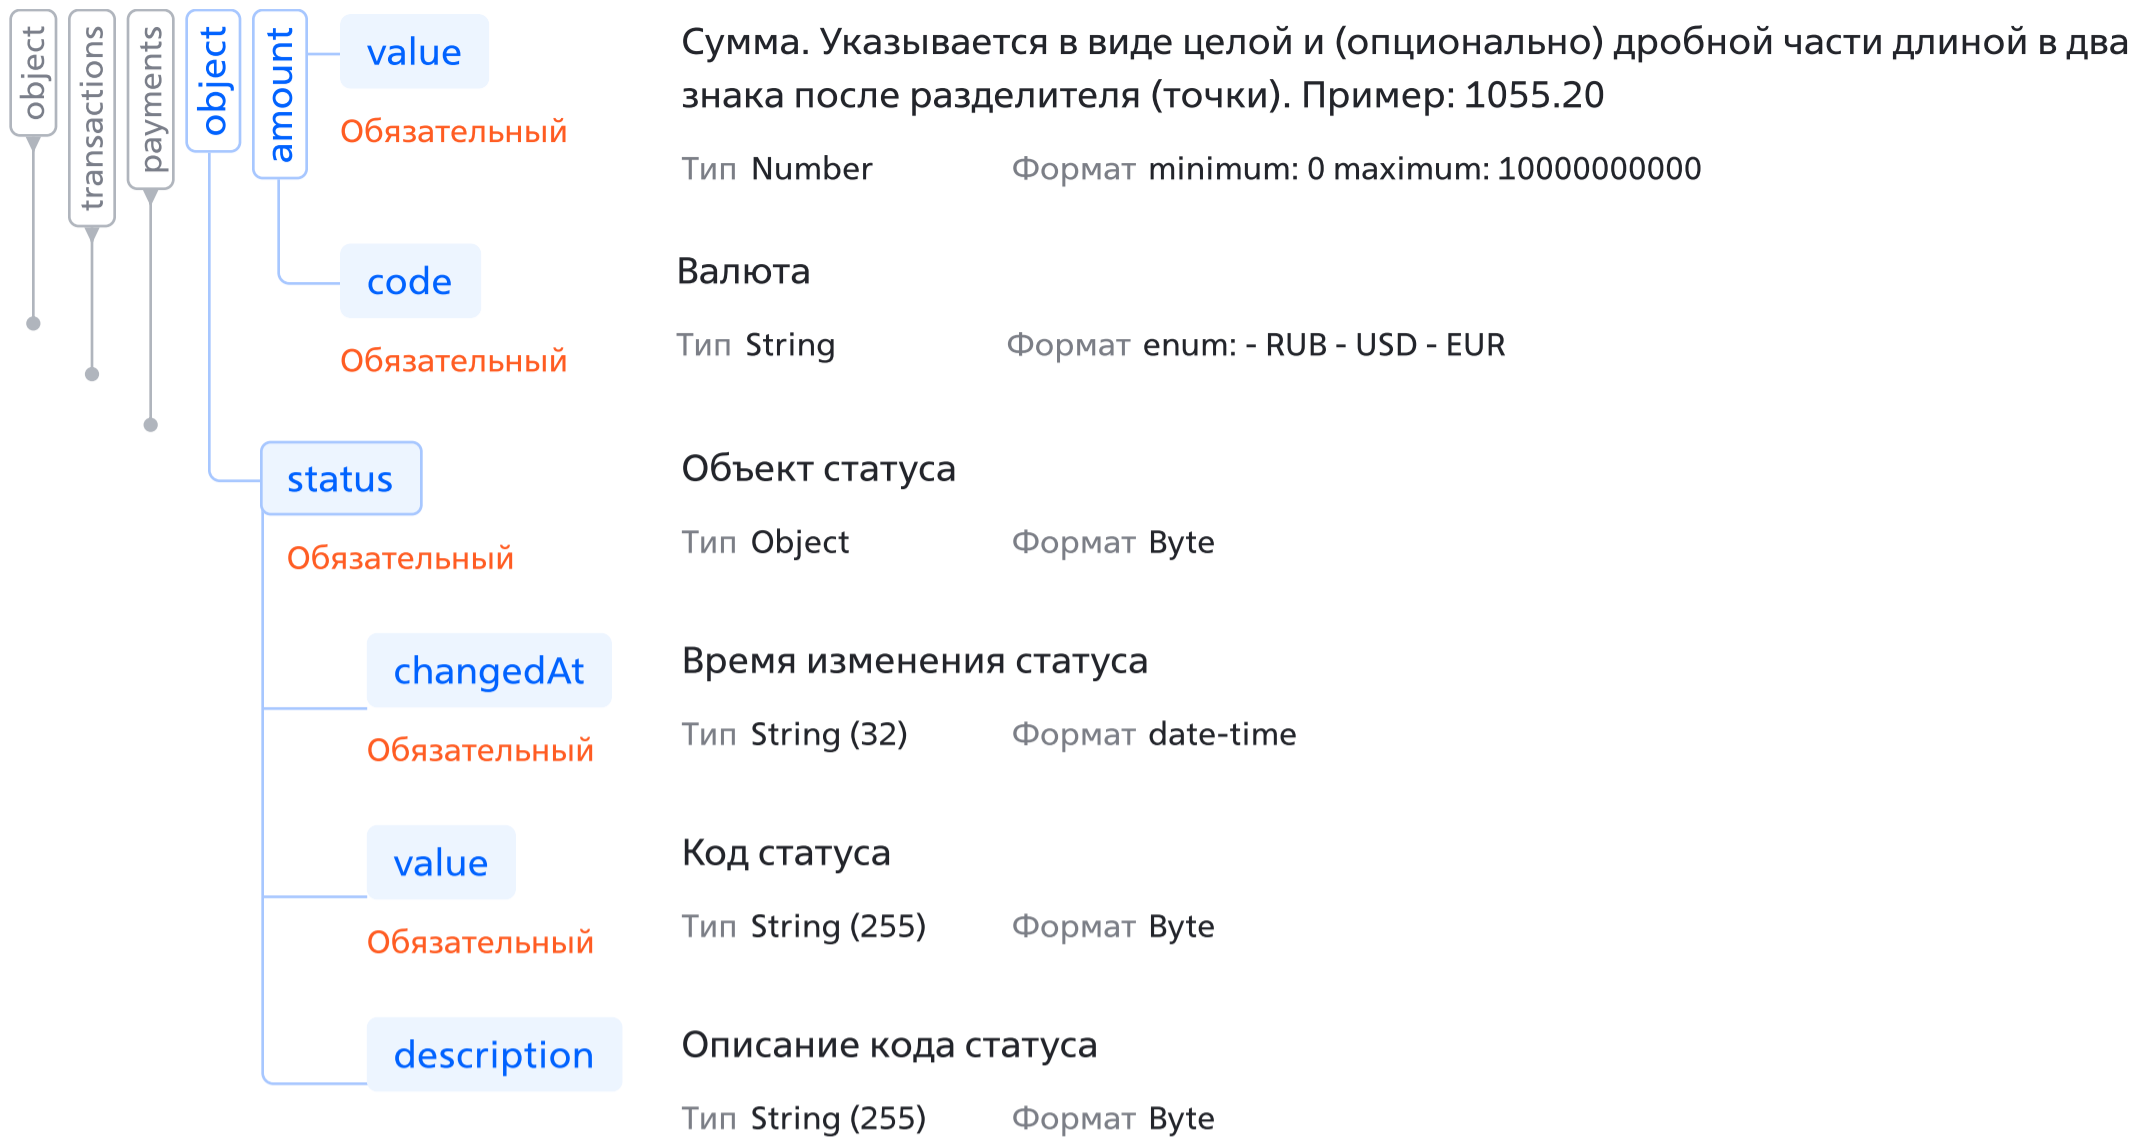 object
transactions
payments
object
amount
value
Обязательный
Сумма. Указывается в виде целой и (опционально) дробной части длиной в два
знака после разделителя (точки). Пример: 1055.20
Тип Number Формат minimum: 0 maximum: 10000000000
code
Обязательный
Валюта
Тип String Формат enum: - RUB - USD - EUR
status
Обязательный
Объект статуса
Тип Object Формат Byte
changedAt
Обязательный
Время изменения статуса
Тип String (32) Формат date-time
value
Обязательный
Код статуса
Тип String (255) Формат Byte
description
Описание кода статуса
Тип String (255) Формат Byte